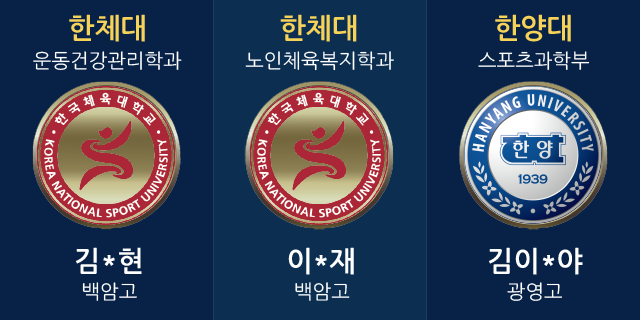 한체대
운동건강관리학과
한국체육대학교
KOREA NATIONAL SPORT UNIVERSITY
김*현
백암고
한체대
노인체육복지학과
한국체육대학교
KOREA NATIONAL SPORT UNIVERSITY
이*재
백암고
한양대
스포츠과학부
HANYANG UNIVERSITY
한양
1939
김이*야
광영고